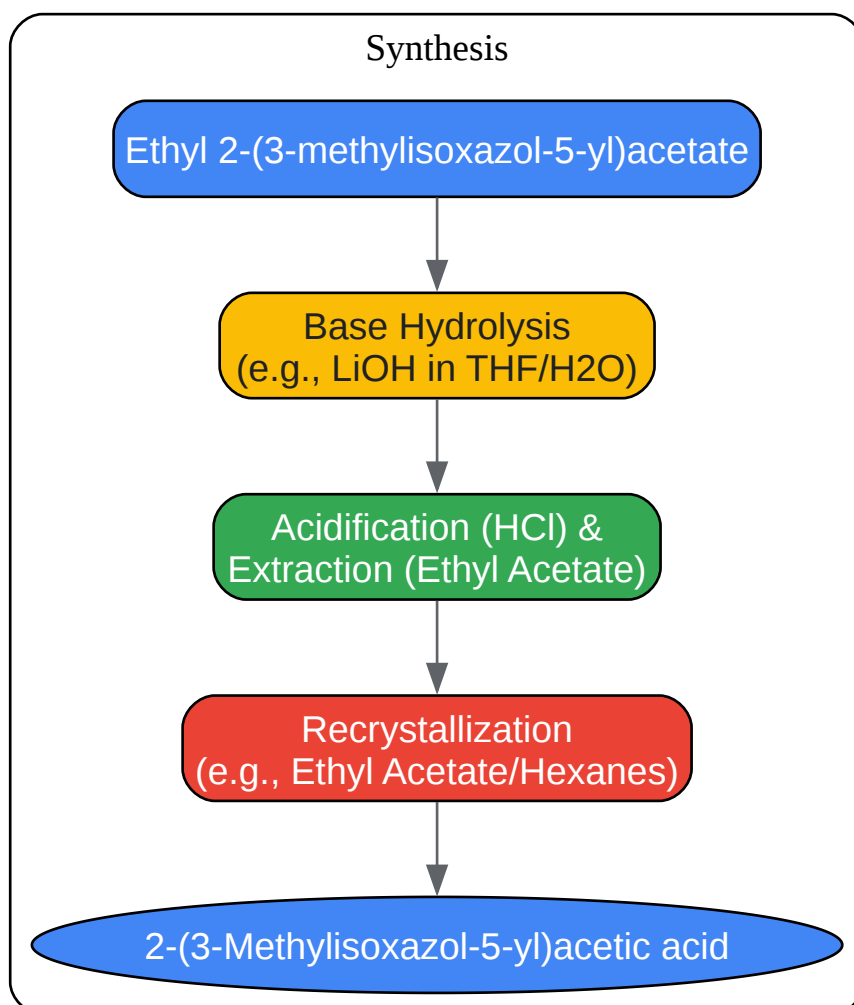 Synthesis
Ethyl 2-(3-methylisoxazol-5-yl)acetate
Base Hydrolysis
(e.g., LiOH in THF/H2O)
Acidification (HCl) &
Extraction (Ethyl Acetate)
Recrystallization
(e.g., Ethyl Acetate/Hexanes)
2-(3-Methylisoxazol-5-yl)acetic acid